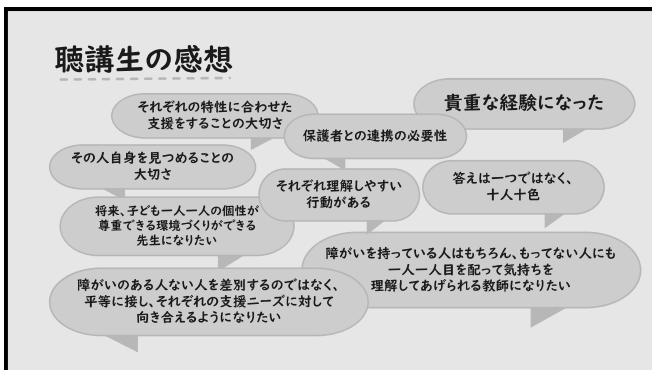 聴講生の感想
それぞれの特性に合わせた
支援をすることの大切さ
貴重な経験になった
保護者との連携の必要性
その人自身を見つめることの
大切さ
それぞれ理解しやすい
行動がある
答えは一つではなく、
十人十色
将来、子ども一人一人の個性が
尊重できる環境づくりができる
先生になりたい
障がいを持っている人はもちろん、もってない人にも
一人一人目を配って気持ちを
理解してあげられる教師になりたい
障がいのある人ない人を差別するのではなく、
平等に接し、それぞれの支援ニーズに対して
向き合えるようになりたい